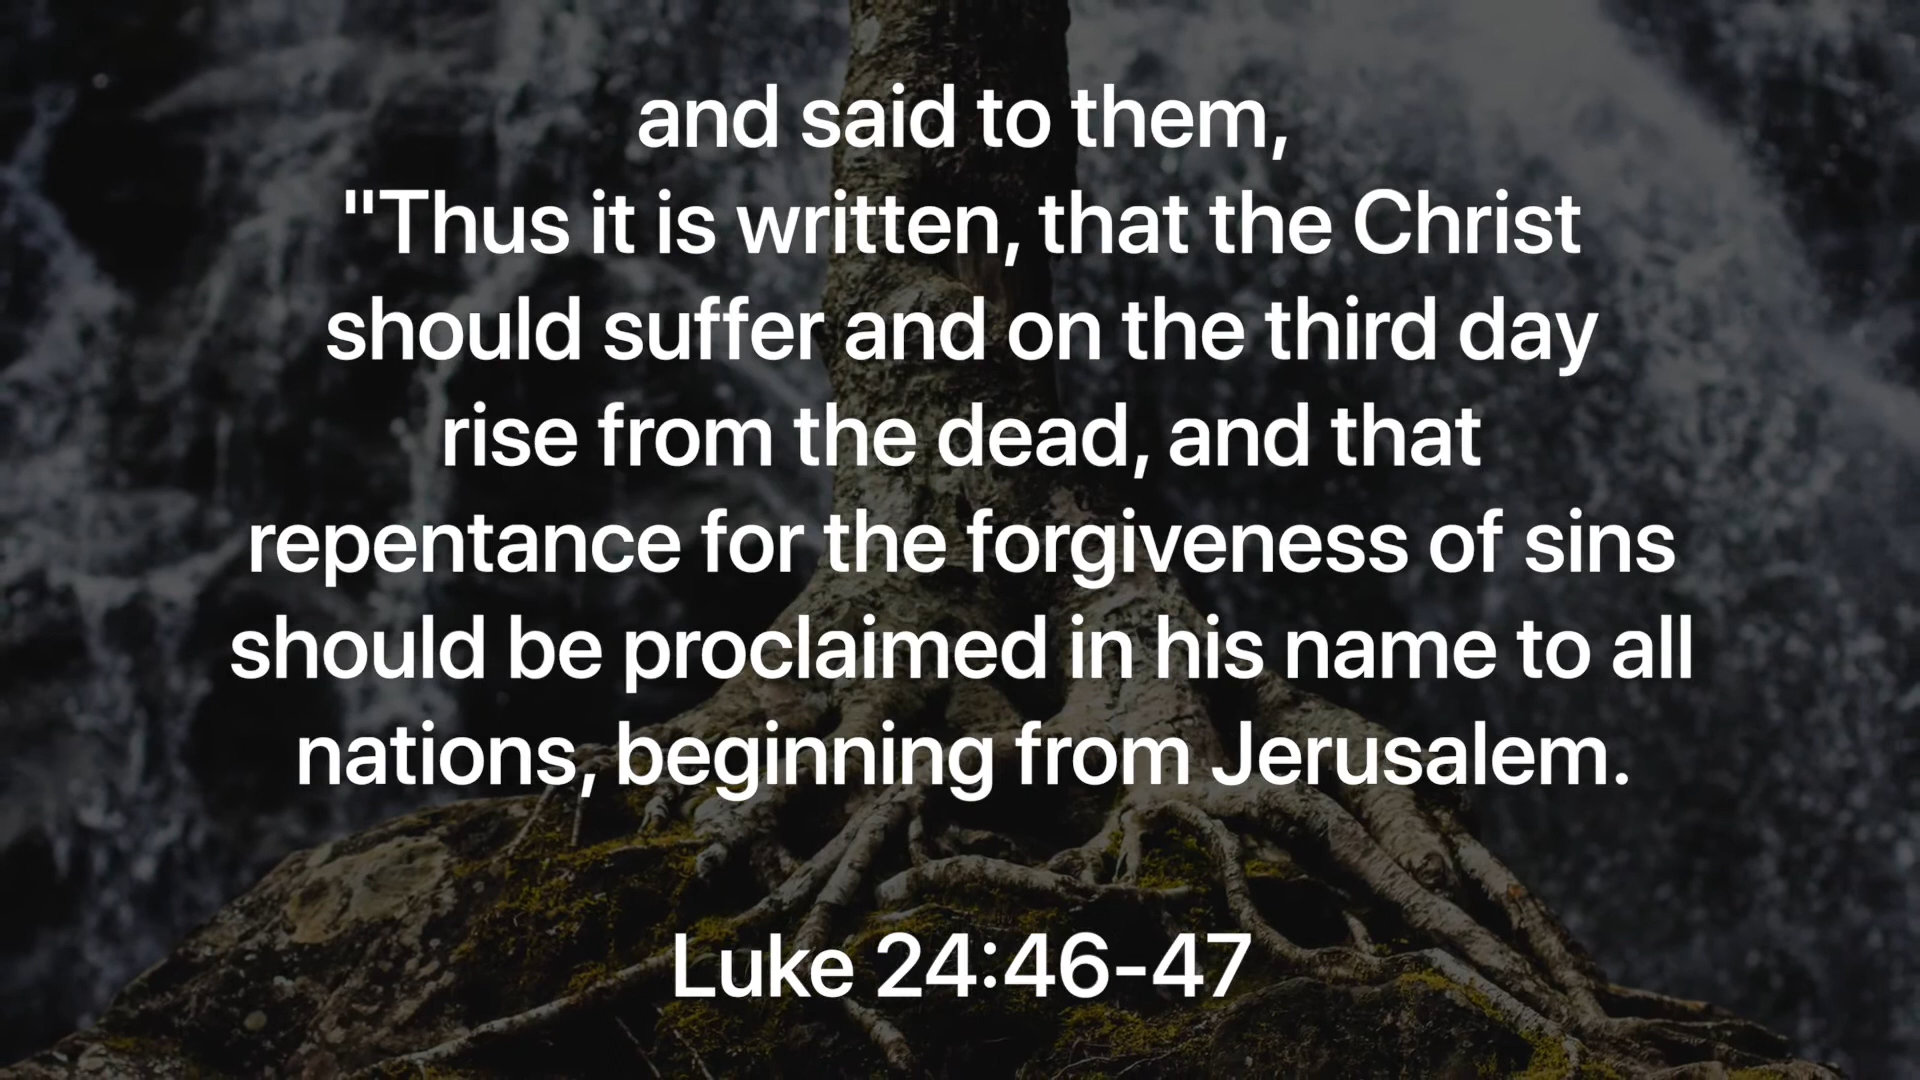 and said to them,
"Thus it is written, that the Christ
should suffer and on the third day
rise from the dead, and that
repentance for the forgiveness of sins
should be proclaimed in his name to all
nations, beginning from Jerusalem.
Luke 24:46-47